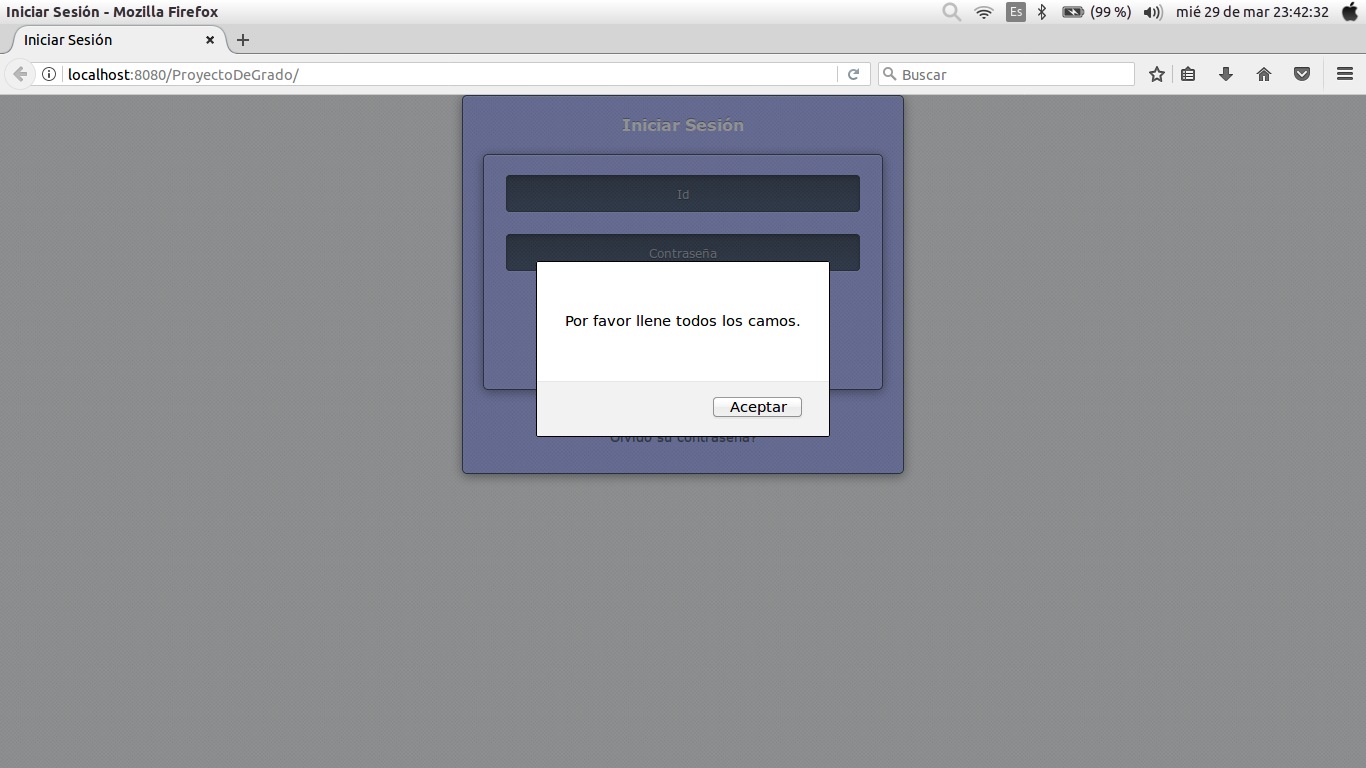 Iniciar Sesión - Mozilla Firefox
Es
(99 %)
mié 29 de mar 23:42:32
Iniciar Sesión
localhost:8080/ProyectoDeGrado/
Buscar
Iniciar Sesión
Id
Contraseña
Por favor llene todos los camos.
Aceptar
Olvidó su contraseña?